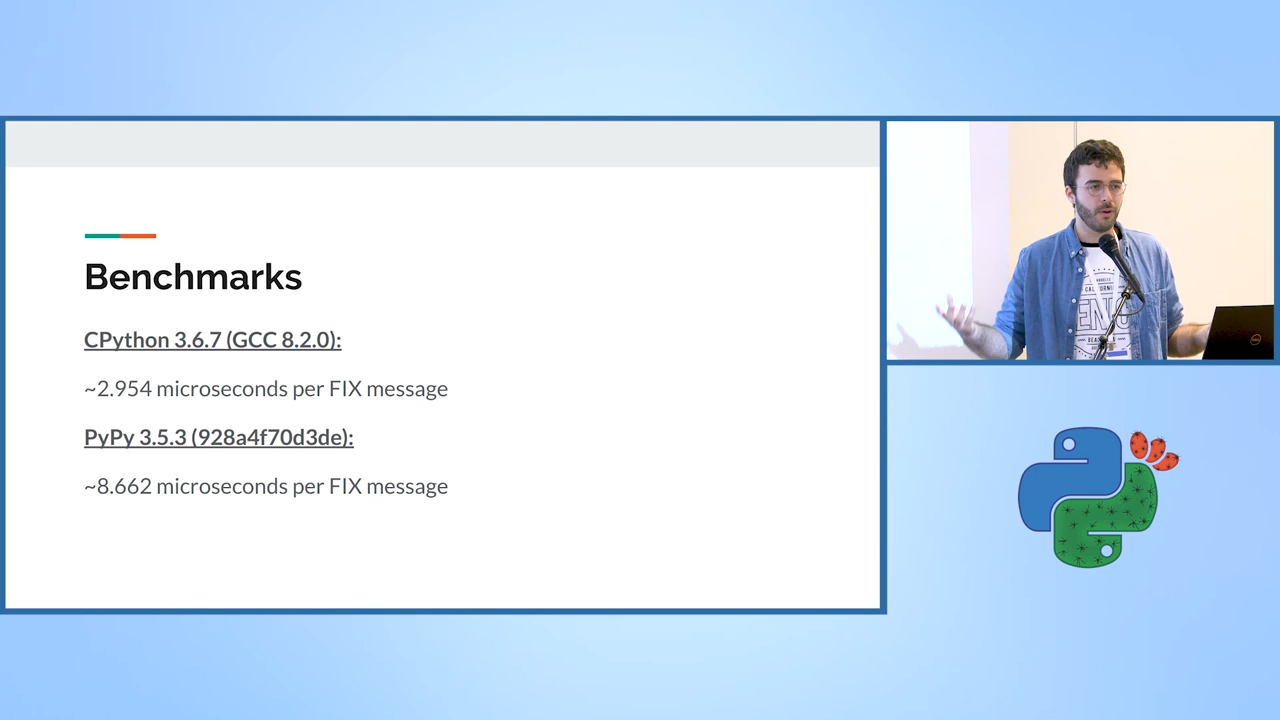 Benchmarks
CPython 3.6.7 (GCC 8.2.0):
~2.954 microseconds per FIX message
PyPy 3.5.3 (928a4f70d3de):
~8.662 microseconds per FIX message